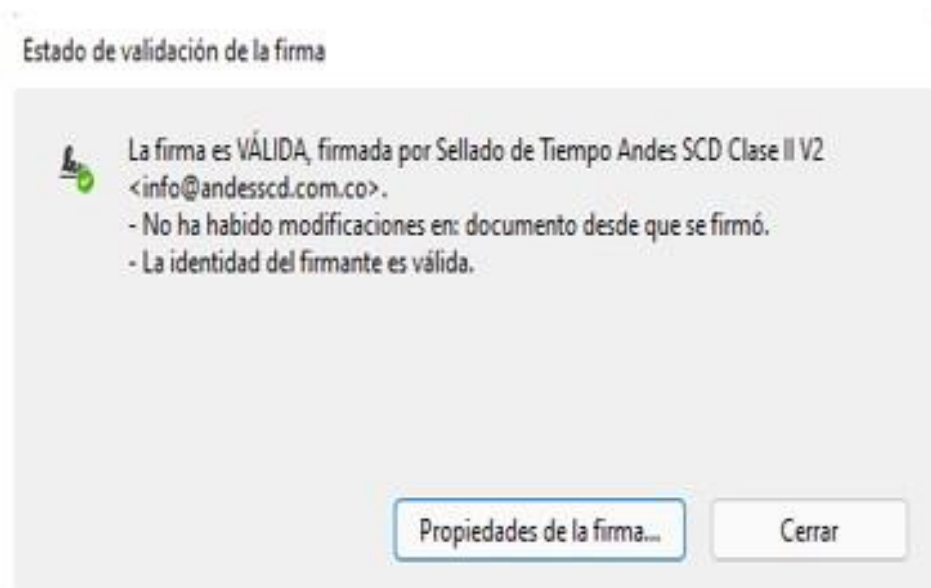 Estado de validación de la firma
La firma es VÁLIDA, firmada por Sellado de Tiempo Andes SCD Clase II V2
<info@andesscd.com.co>.
- No ha habido modificaciones en: documento desde que se firmó.
- La identidad del firmante es válida.
Propiedades de la firma...
Cerrar